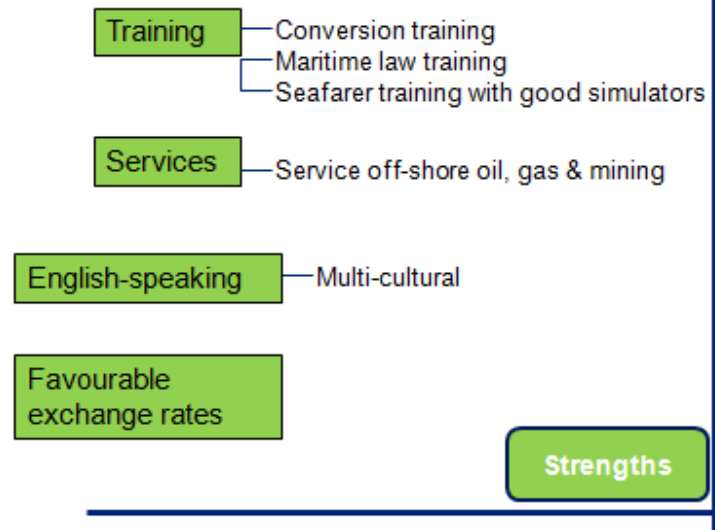 Training
Conversion training
Maritime law training
Seafarer training with good simulators
Services
Service off-shore oil, gas & mining
English-speaking
Multi-cultural
Favourable
exchange rates
Strengths